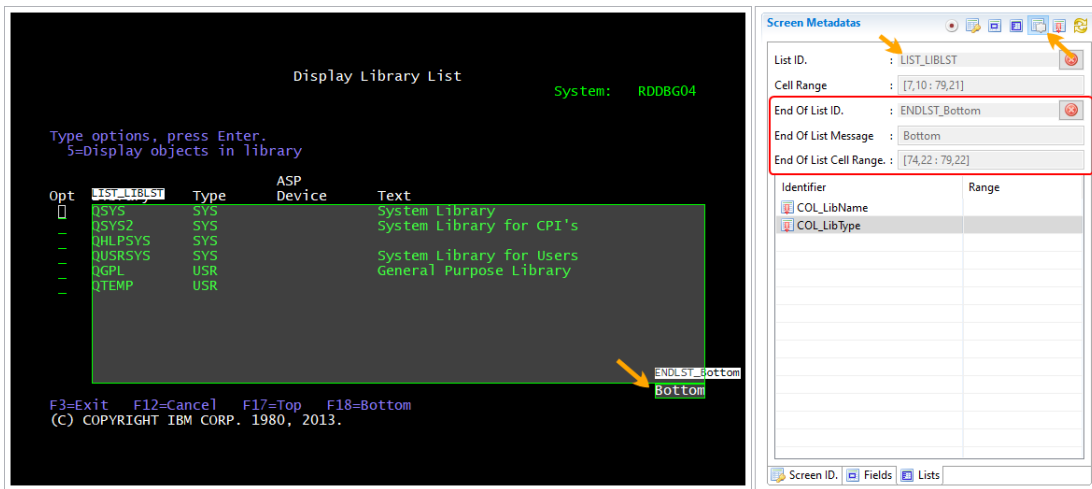 Display Library List
System: RDDBG04
Type options, press Enter.
5=Display objects in library
ASP
Opt LIST_LIBLST Type Device Text
QSYS SYS System Library
QSYS2 SYS System Library for CPI's
QHLPSYS SYS
QUSRSYS SYS System Library for Users
QGPL USR General Purpose Library
QTEMP USR
ENDLST_Bottom
Bottom
F3=Exit F12=Cancel F17=Top F18=Bottom
(C) COPYRIGHT IBM CORP. 1980, 2013.
Screen Metadatas
List ID. : LIST_LIBLST
Cell Range : [7,10 : 79,21]
End Of List ID. : ENDLST_Bottom
End Of List Message : Bottom
End Of List Cell Range. : [74,22 : 79,22]
Identifier Range
COL_LibName
COL_LibType
Screen ID. Fields Lists